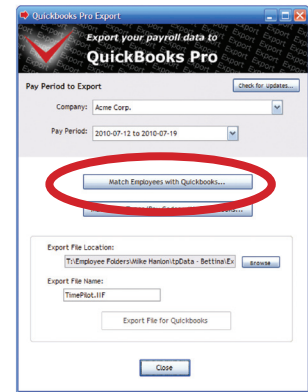 Quickbooks Pro Export
Export your payroll data to
QuickBooks Pro
Pay Period to Export
Check for Updates...
Company: Acme Corp.
Pay Period: 2010-07-12 to 2010-07-19
Match Employees with Quickbooks...
Export File Location:
T:\Employee Folders\Mike Hanlon\tpData - Bettina\Ex
Browse
Export File Name:
TimePilot.IIF
Export File for Quickbooks
Close